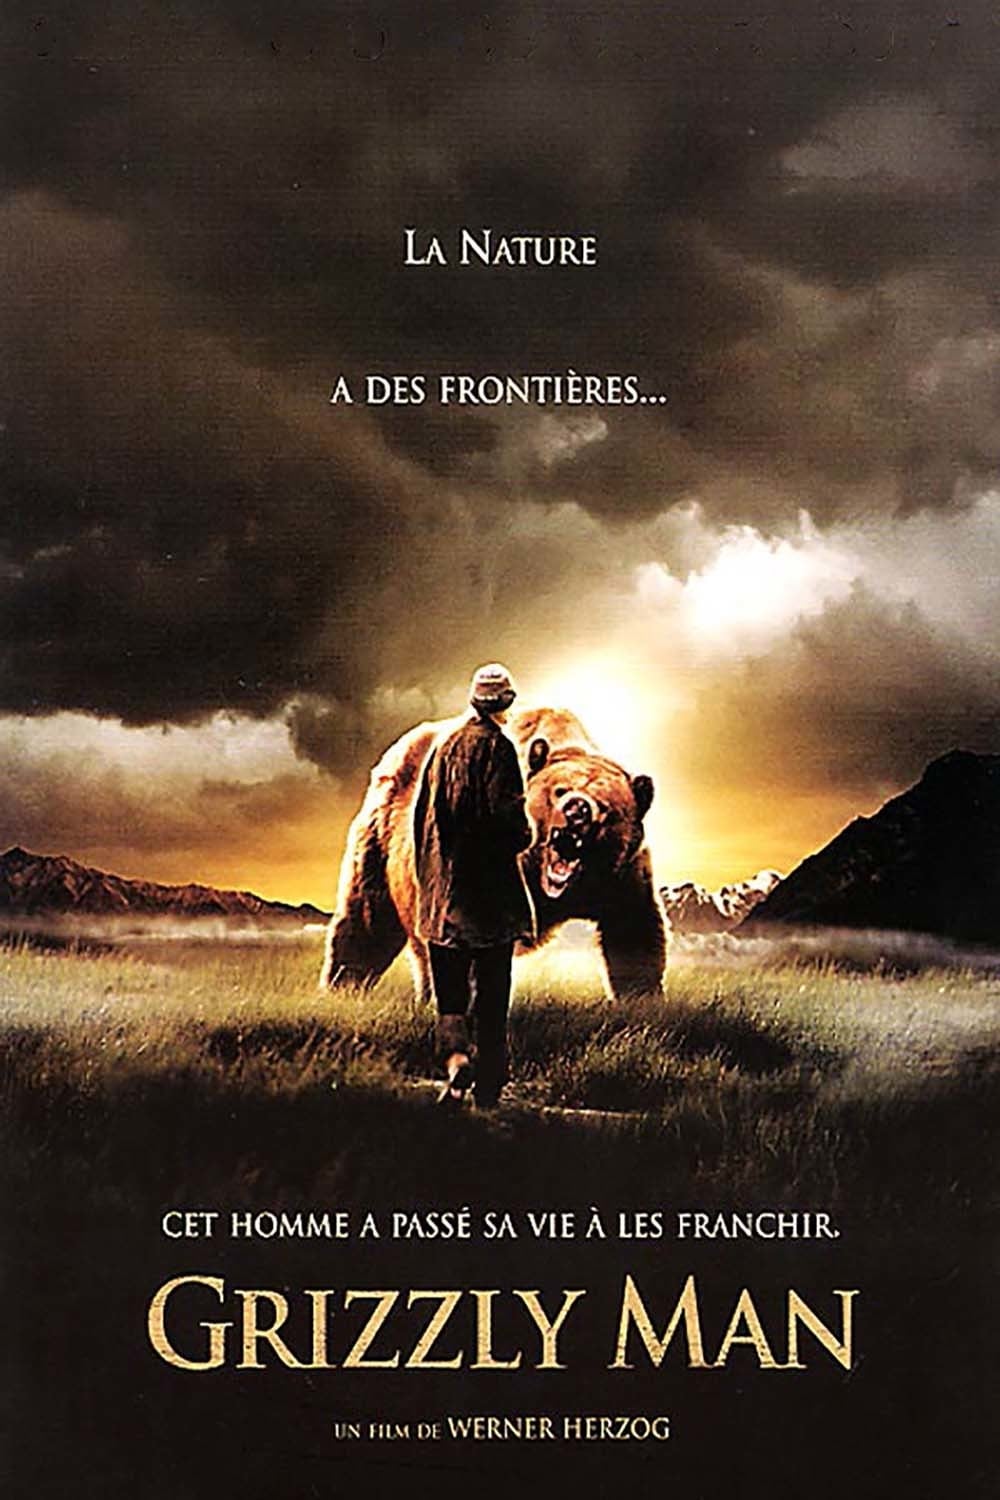 La Nature
a des frontières...
Cet homme a passé sa vie à les franchir.
Grizzly Man
un film de Werner Herzog